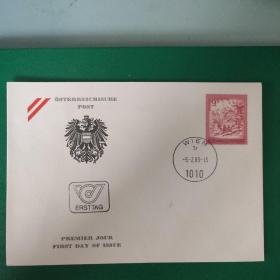 ÖSTERREICHISCHE
POST
WIEN
1010
ERSTTAG
PREMIER JOUR
FIRST DAY OF ISSUE